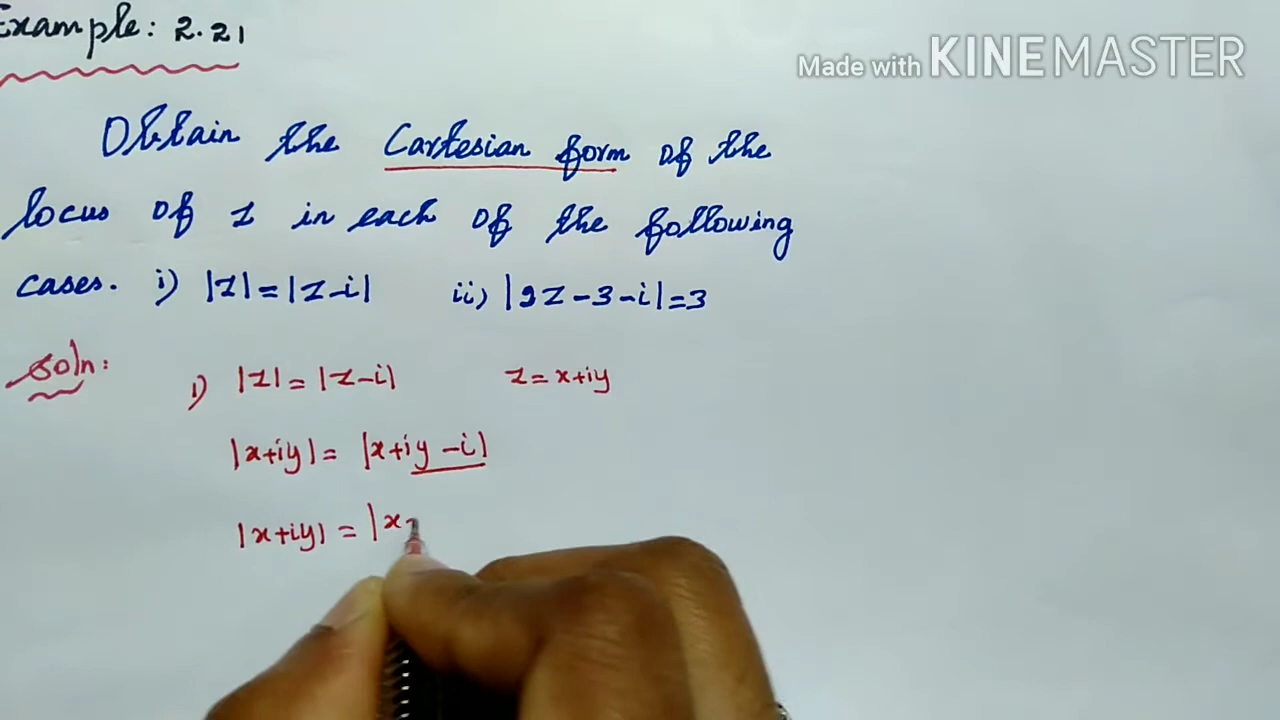 Example: 2.21
Made with KINEMASTER
Obtain the Cartesian form of the
locus of z in each of the following
cases. i) |z|=|z-i| ii) |2z-3-i|=3
Soln:
i) |z|=|z-i| z=x+iy
|x+iy|= |x+iy-i|
|x+iy| = |x